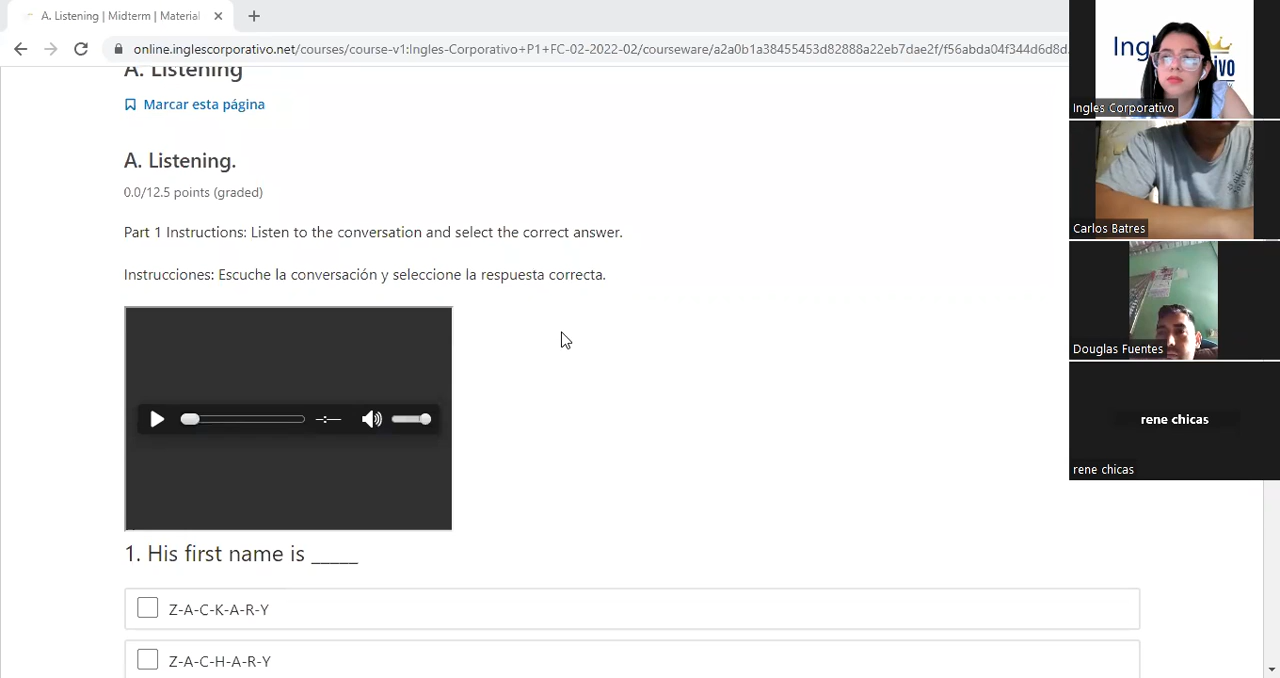 A. Listening | Midterm | Material
online.inglescorporativo.net/courses/course-v1:Ingles-Corporativo+P1+FC-02-2022-02/courseware/a2a0b1a38455453d82888a22eb7dae2f/f56abda04f344d6d8d
A. Listening
Marcar esta página
A. Listening.
0.0/12.5 points (graded)
Part 1 Instructions: Listen to the conversation and select the correct answer.
Instrucciones: Escuche la conversación y seleccione la respuesta correcta.
-:--
1. His first name is _____
Z-A-C-K-A-R-Y
Z-A-C-H-A-R-Y
Ingles Corporativo
Carlos Batres
Douglas Fuentes
rene chicas
rene chicas